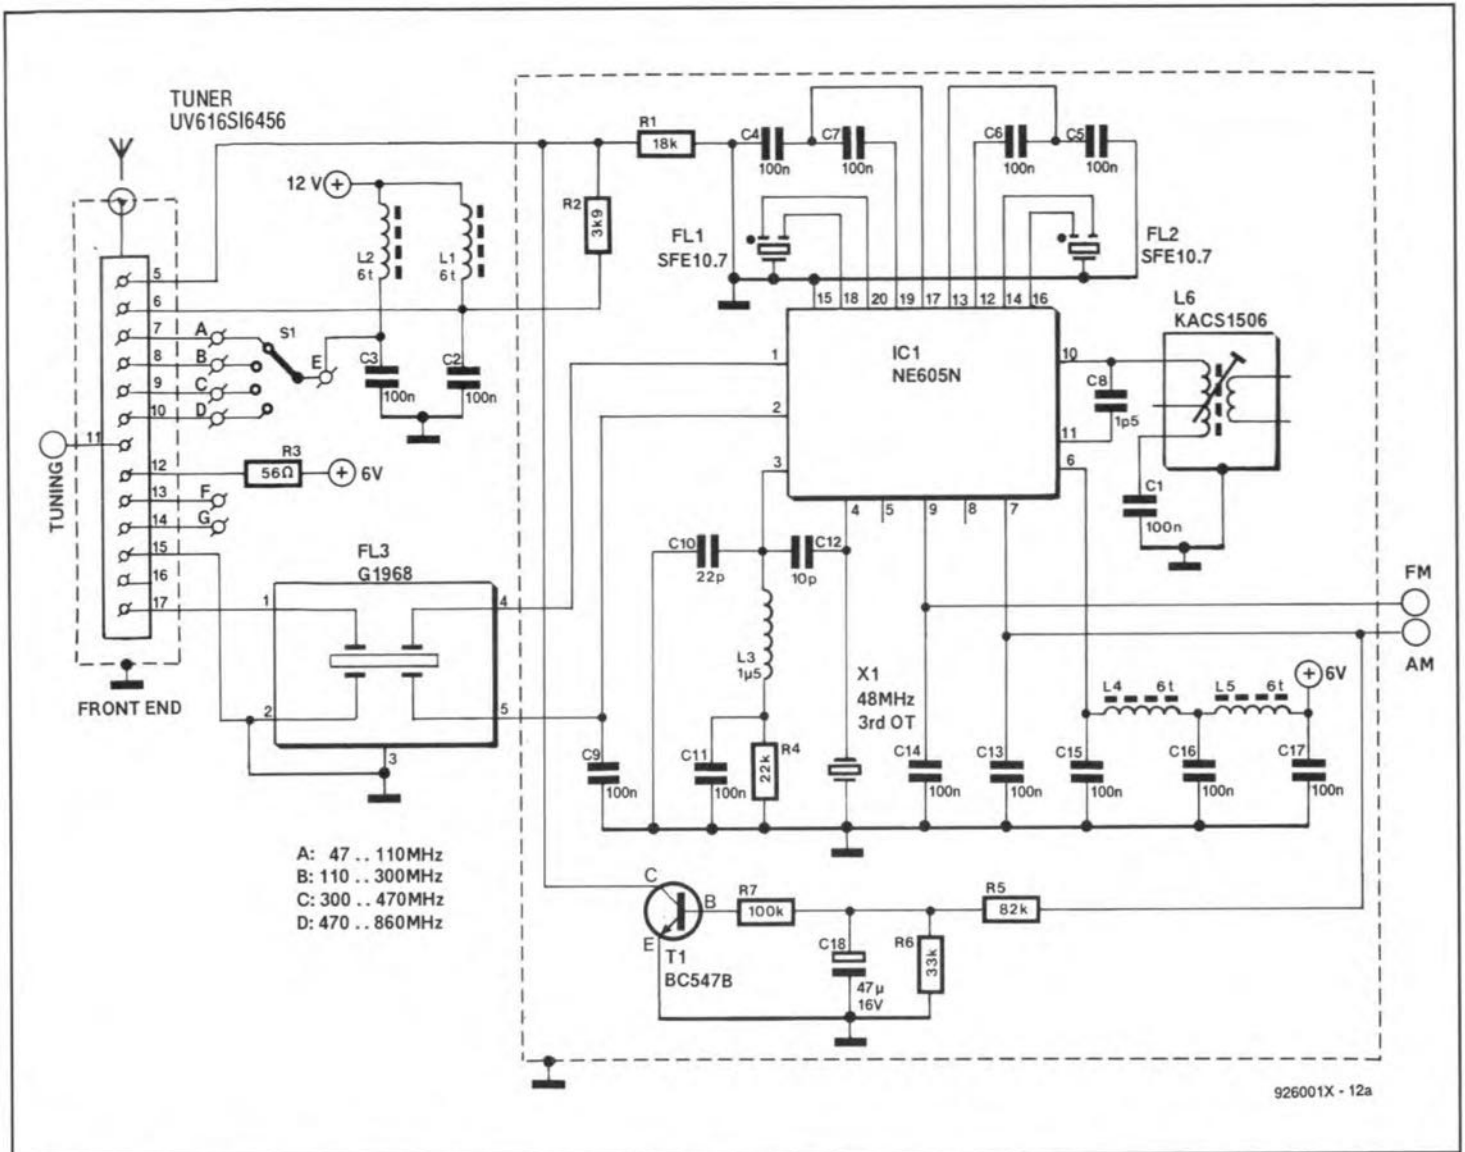 TUNER
UV616SI6456
R1
18k
C4
100n
C7
100n
C6
100n
C5
100n
12 V
R2
3k9
L2
6t
L1
6t
FL1
SFE10.7
FL2
SFE10.7
5
6
7
8
9
10
11
12
13
14
15
16
17
A
B
C
D
S1
E
C3
100n
C2
100n
15
18
20
19
17
13
12
14
16
IC1
NE605N
1
2
3
4
5
9
8
7
10
11
6
L6
KACS1506
C8
1p5
C1
100n
TUNING
R3
56Ω
6V
F
G
FRONT END
FL3
G1968
1
4
2
5
3
C10
22p
C12
10p
L3
1µ5
X1
48MHz
3rd OT
FM
AM
C9
100n
C11
100n
R4
22k
C14
100n
C13
100n
C15
100n
L4
6t
L5
6t
6V
C16
100n
C17
100n
A: 47 .. 110MHz
B: 110 .. 300MHz
C: 300 .. 470MHz
D: 470 .. 860MHz
C
B
E
T1
BC547B
R7
100k
C18
47µ
16V
R6
33k
R5
82k
926001X - 12a